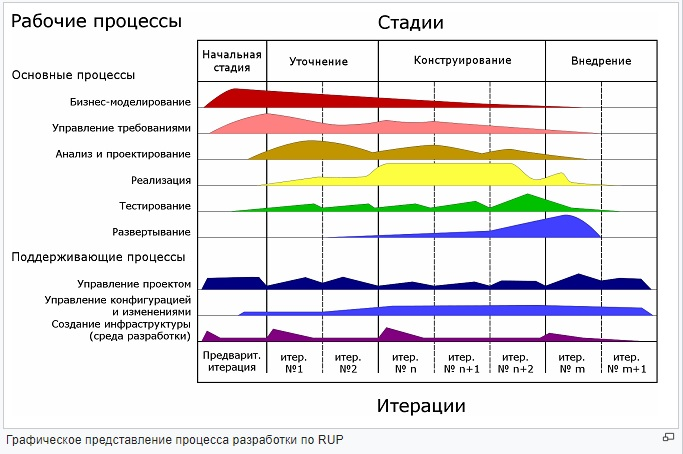 Рабочие процессы
Стадии
Начальная
стадия
Уточнение
Конструирование
Внедрение
Основные процессы
Бизнес-моделирование
Управление требованиями
Анализ и проектирование
Реализация
Тестирование
Развертывание
Поддерживающие процессы
Управление проектом
Управление конфигурацией
и изменениями
Создание инфраструктуры
(среда разработки)
Предварит.
итерация
итер.
№1
итер.
№2
итер.
№ n
итер.
№ n+1
итер.
№ n+2
итер.
№ m
итер.
№ m+1
Итерации
Графическое представление процесса разработки по RUP